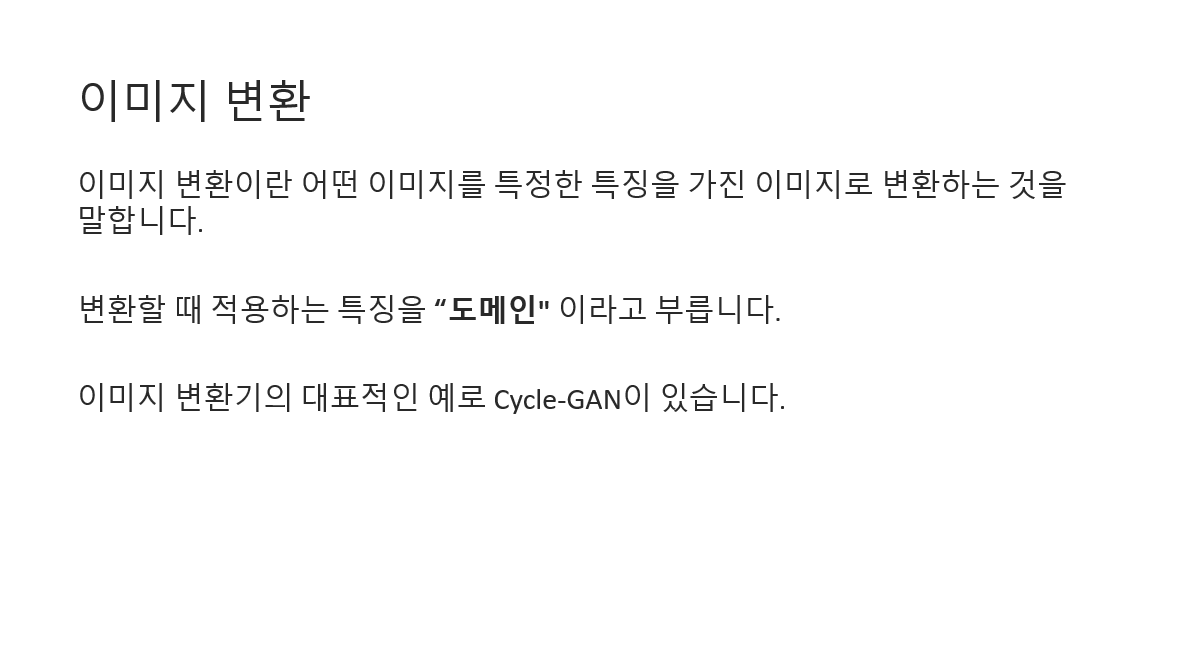 이미지 변환
이미지 변환이란 어떤 이미지를 특정한 특징을 가진 이미지로 변환하는 것을
말합니다.
변환할 때 적용하는 특징을 “도메인" 이라고 부릅니다.
이미지 변환기의 대표적인 예로 Cycle-GAN이 있습니다.